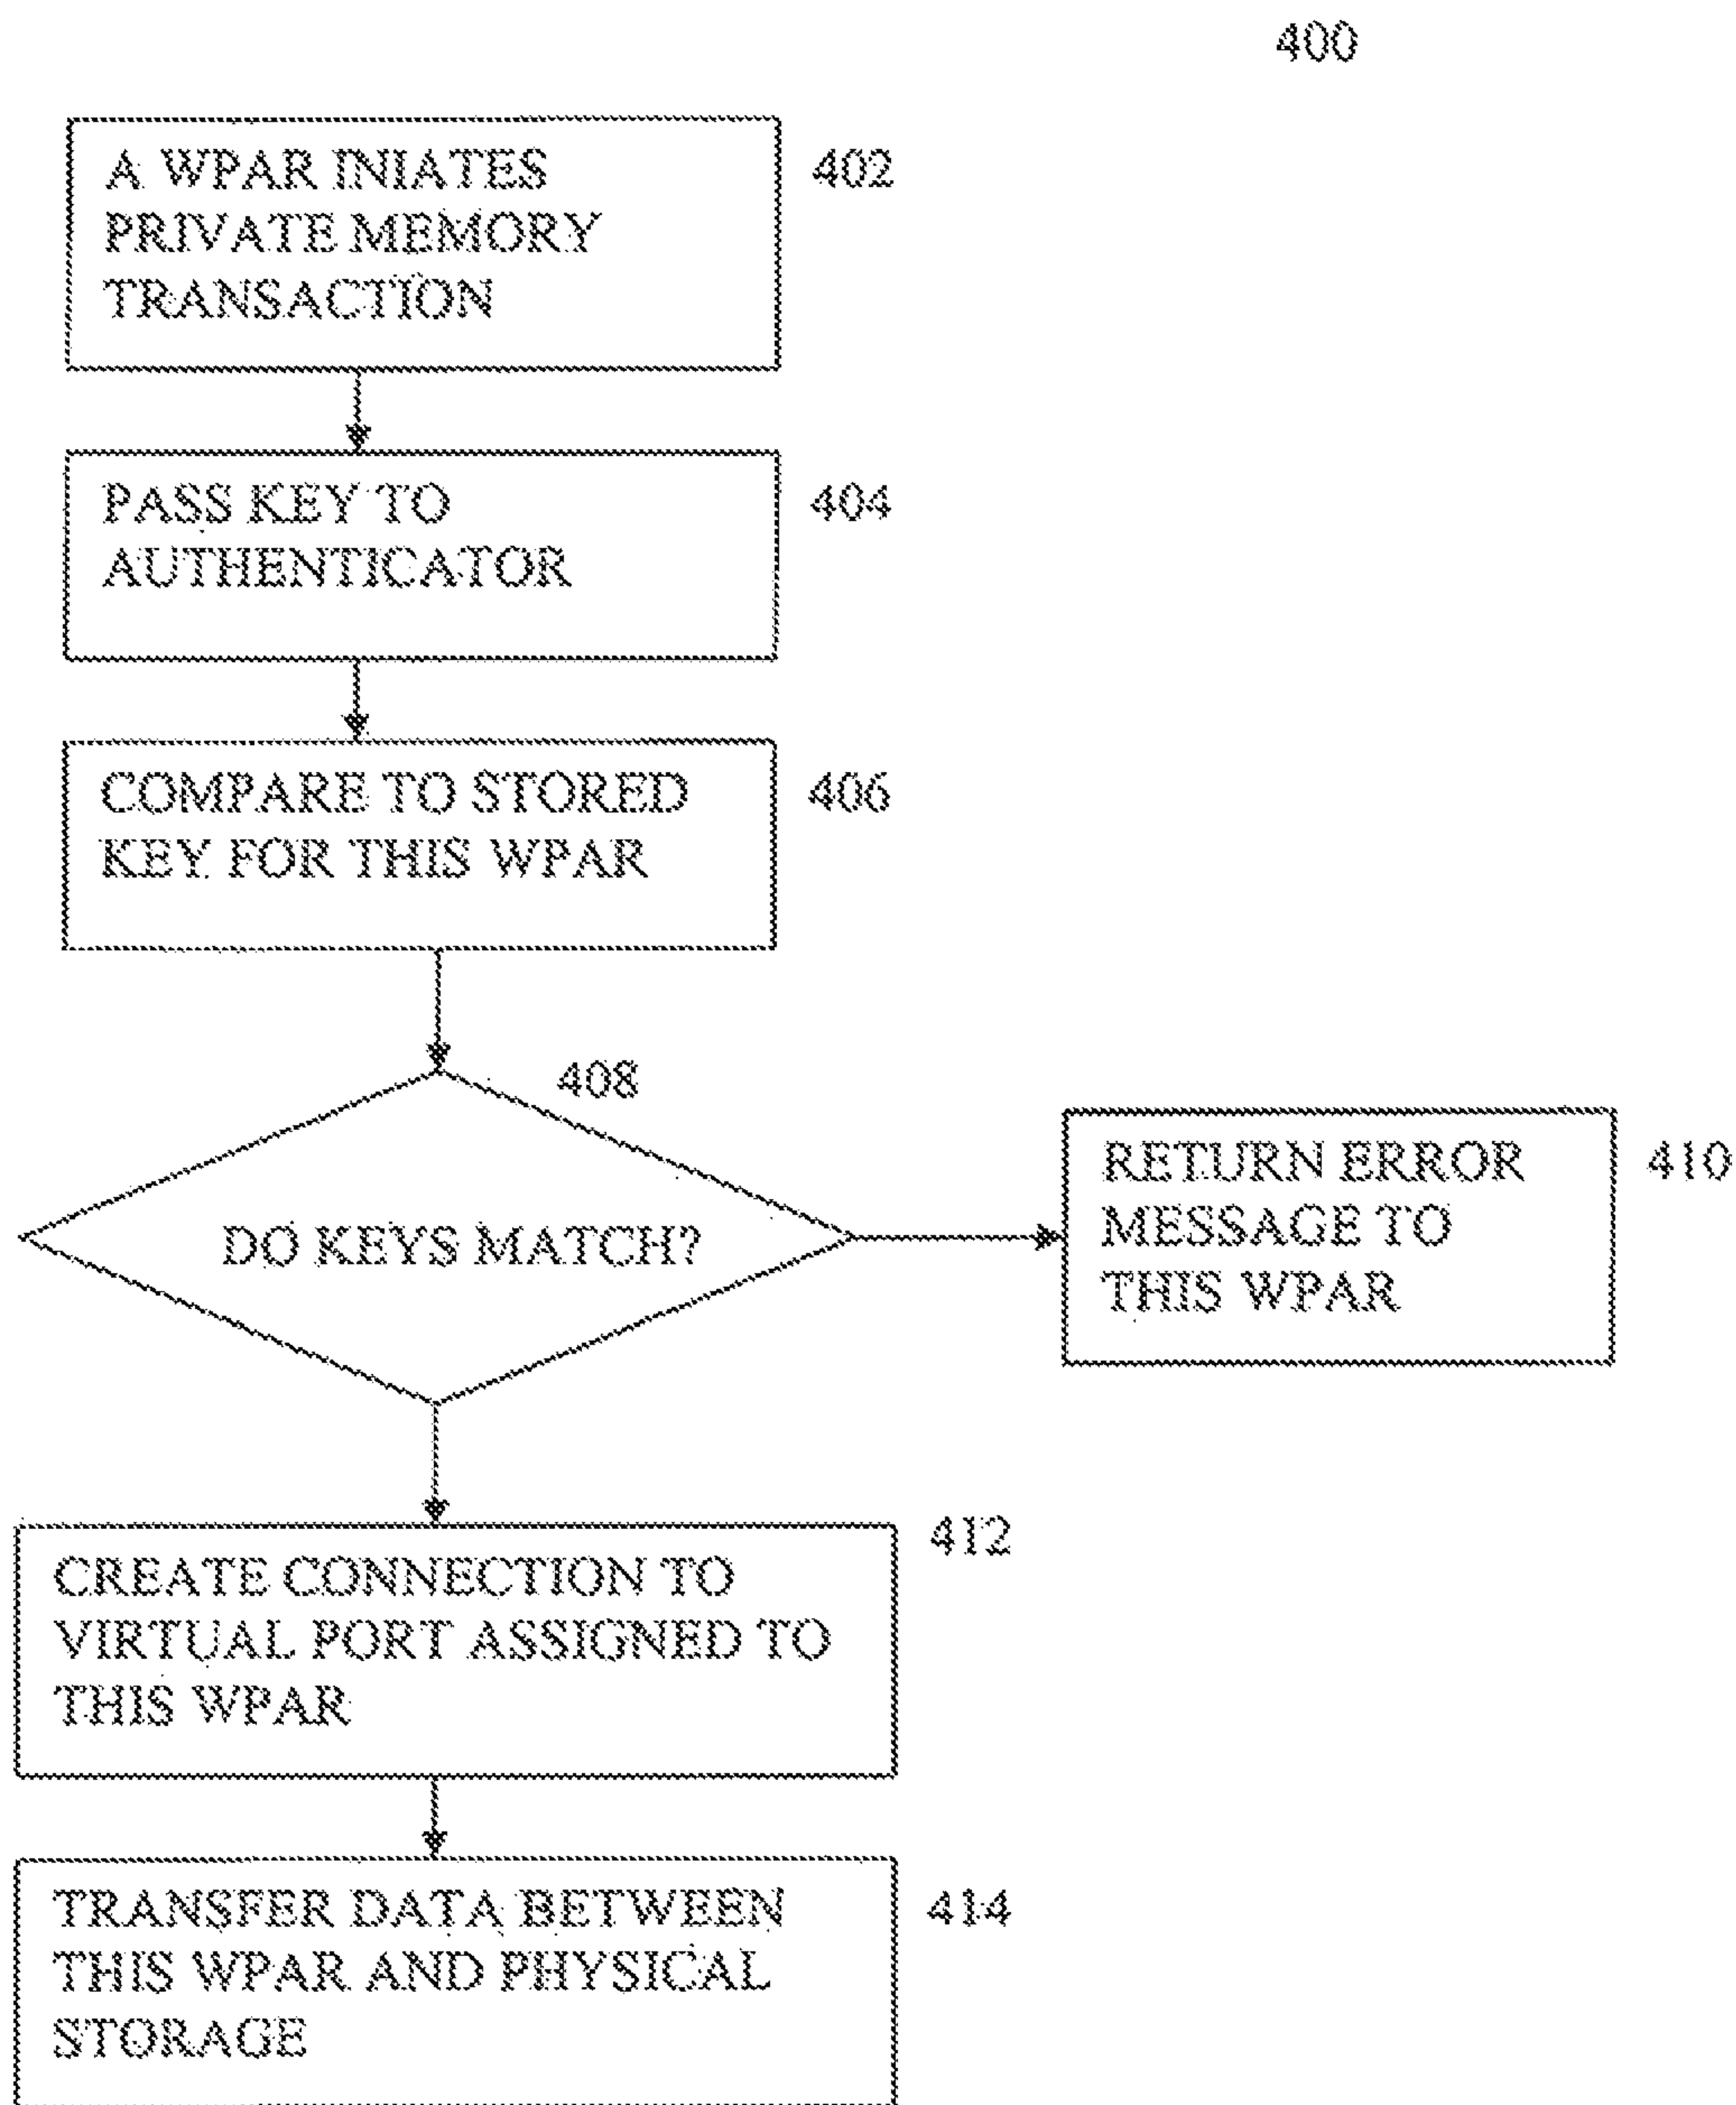 400
A WPAR INIATES
PRIVATE MEMORY
TRANSACTION
402
PASS KEY TO
AUTHENTICATOR
404
COMPARE TO STORED
KEY FOR THIS WPAR
406
408
DO KEYS MATCH?
RETURN ERROR
MESSAGE TO
THIS WPAR
410
CREATE CONNECTION TO
VIRTUAL PORT ASSIGNED TO
THIS WPAR
412
TRANSFER DATA BETWEEN
THIS WPAR AND PHYSICAL
STORAGE
414